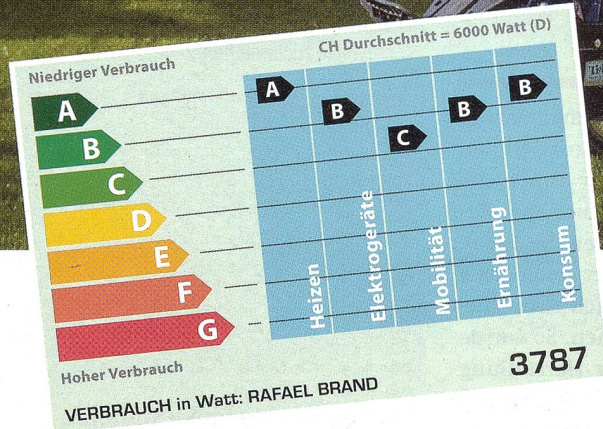 CH Durchschnitt = 6000 Watt (D)
Niedriger Verbrauch
A
B
C
D
E
F
G
A
B
C
B
B
Heizen
Elektrogeräte
Mobilität
Ernährung
Konsum
Hoher Verbrauch
3787
VERBRAUCH in Watt: RAFAEL BRAND